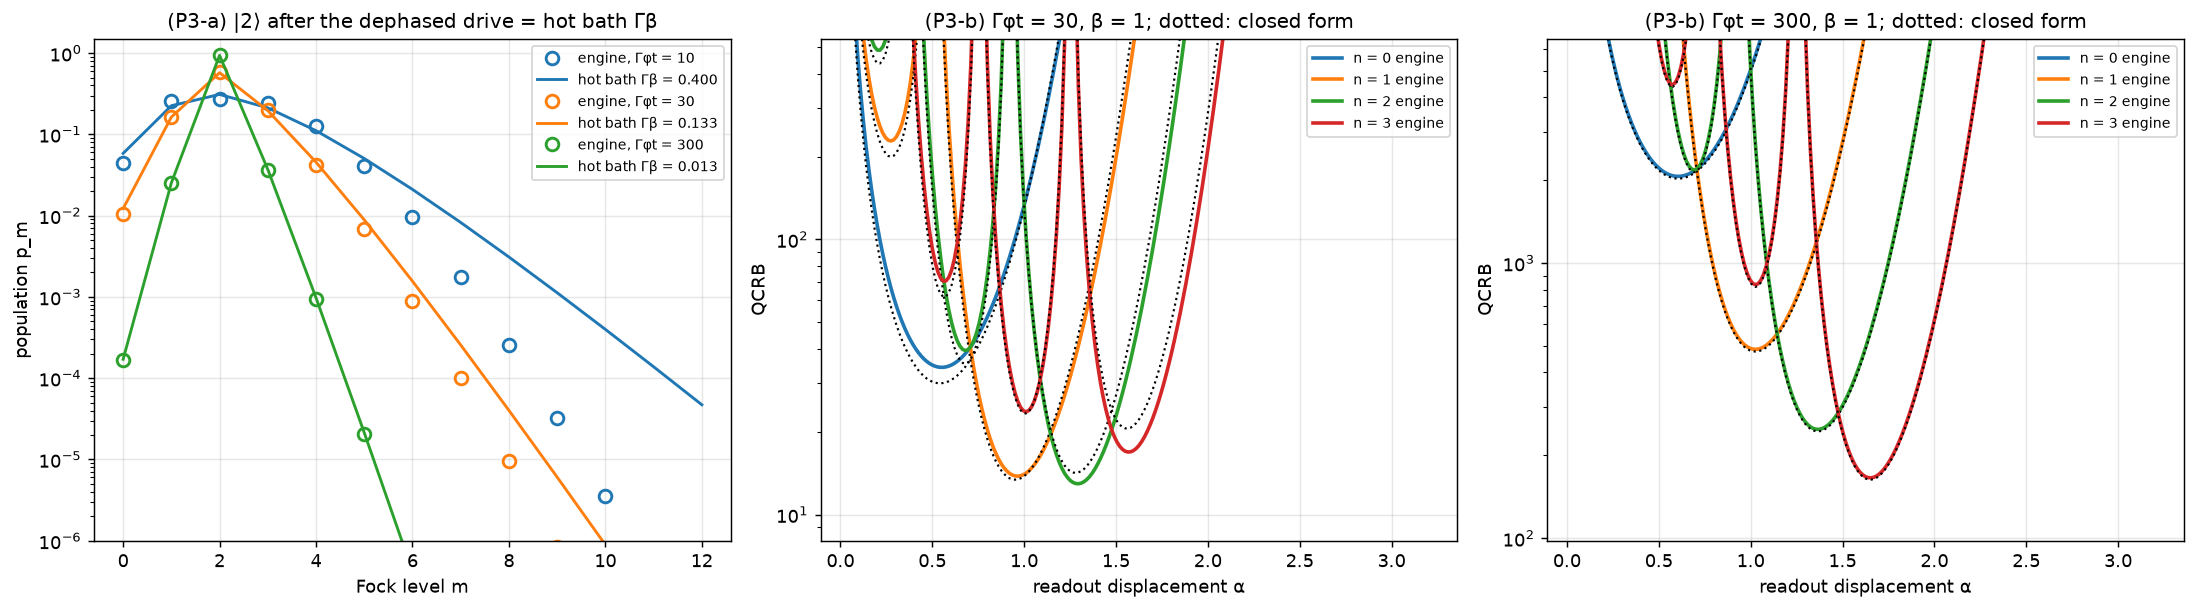 (P3-a) |2⟩ after the dephased drive = hot bath Γβ
population p_m
10⁰
10⁻¹
10⁻²
10⁻³
10⁻⁴
10⁻⁵
10⁻⁶
0 2 4 6 8 10 12
Fock level m
engine, Γφt = 10
hot bath Γβ = 0.400
engine, Γφt = 30
hot bath Γβ = 0.133
engine, Γφt = 300
hot bath Γβ = 0.013
(P3-b) Γφt = 30, β = 1; dotted: closed form
QCRB
10²
10¹
0.0 0.5 1.0 1.5 2.0 2.5 3.0
readout displacement α
n = 0 engine
n = 1 engine
n = 2 engine
n = 3 engine
(P3-b) Γφt = 300, β = 1; dotted: closed form
QCRB
10³
10²
0.0 0.5 1.0 1.5 2.0 2.5 3.0
readout displacement α
n = 0 engine
n = 1 engine
n = 2 engine
n = 3 engine